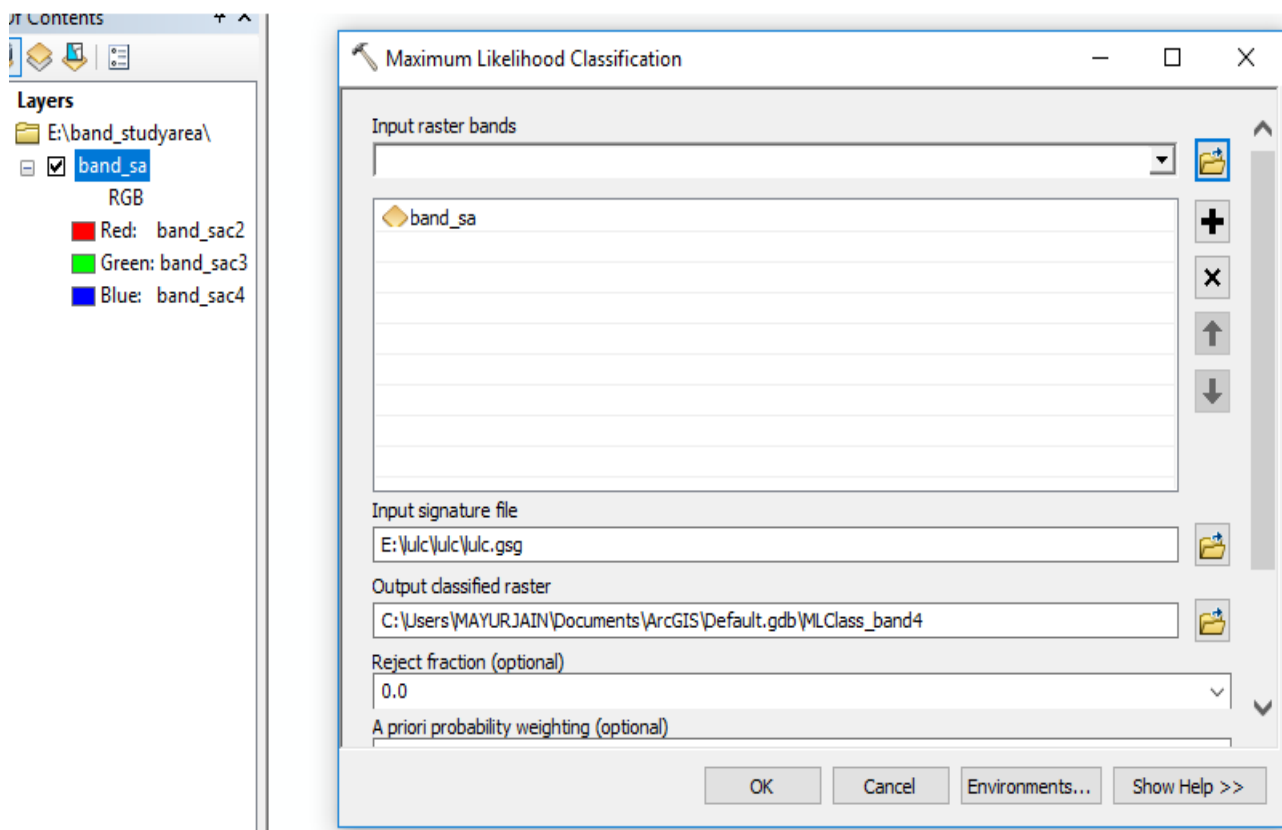 Of Contents
Layers
E:\band_studyarea\
band_sa
RGB
Red: band_sac2
Green: band_sac3
Blue: band_sac4
Maximum Likelihood Classification
Input raster bands
band_sa
Input signature file
E:\lulc\lulc\lulc.gsg
Output classified raster
C:\Users\MAYURJAIN\Documents\ArcGIS\Default.gdb\MLClass_band4
Reject fraction (optional)
0.0
A priori probability weighting (optional)
OK
Cancel
Environments...
Show Help >>